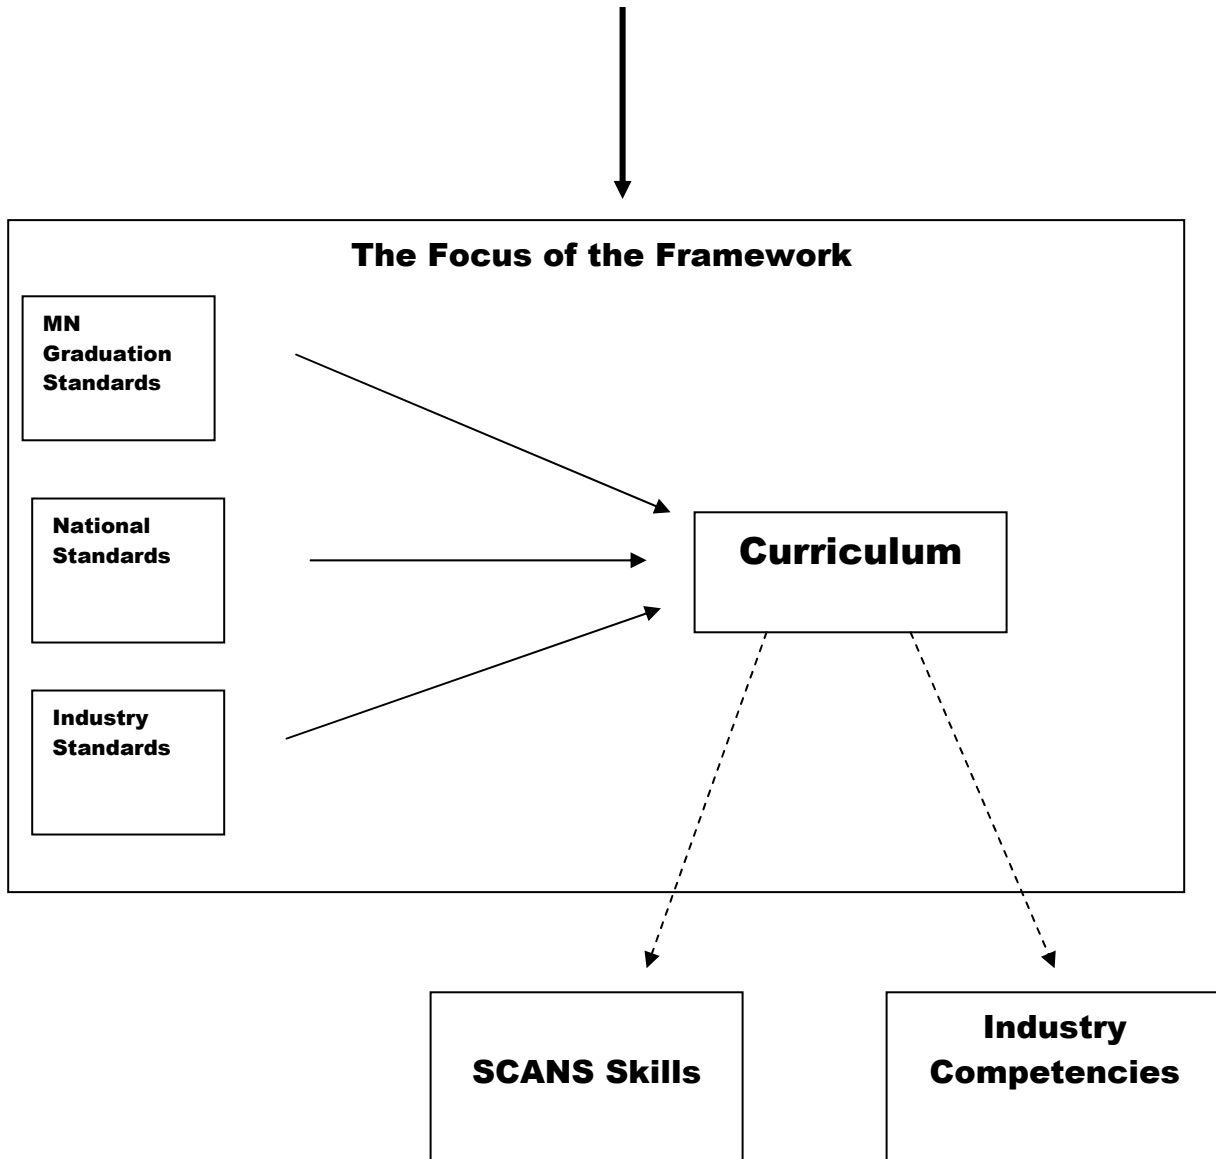 The Focus of the Framework
MN
Graduation
Standards
National
Standards
Industry
Standards
Curriculum
SCANS Skills
Industry
Competencies